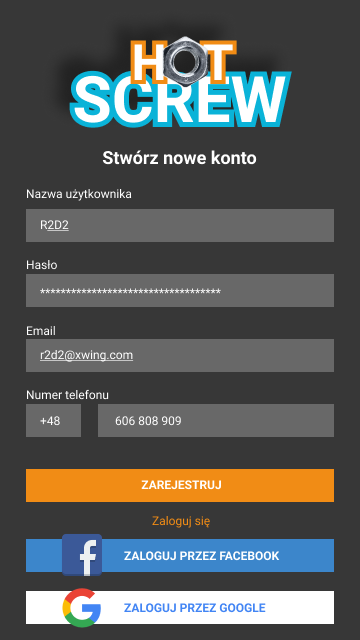 HOT
SCREW
Stwórz nowe konto
Nazwa użytkownika
R2D2
Hasło
***********************************
Email
r2d2@xwing.com
Numer telefonu
+48 606 808 909
ZAREJESTRUJ
Zaloguj się
f ZALOGUJ PRZEZ FACEBOOK
G ZALOGUJ PRZEZ GOOGLE